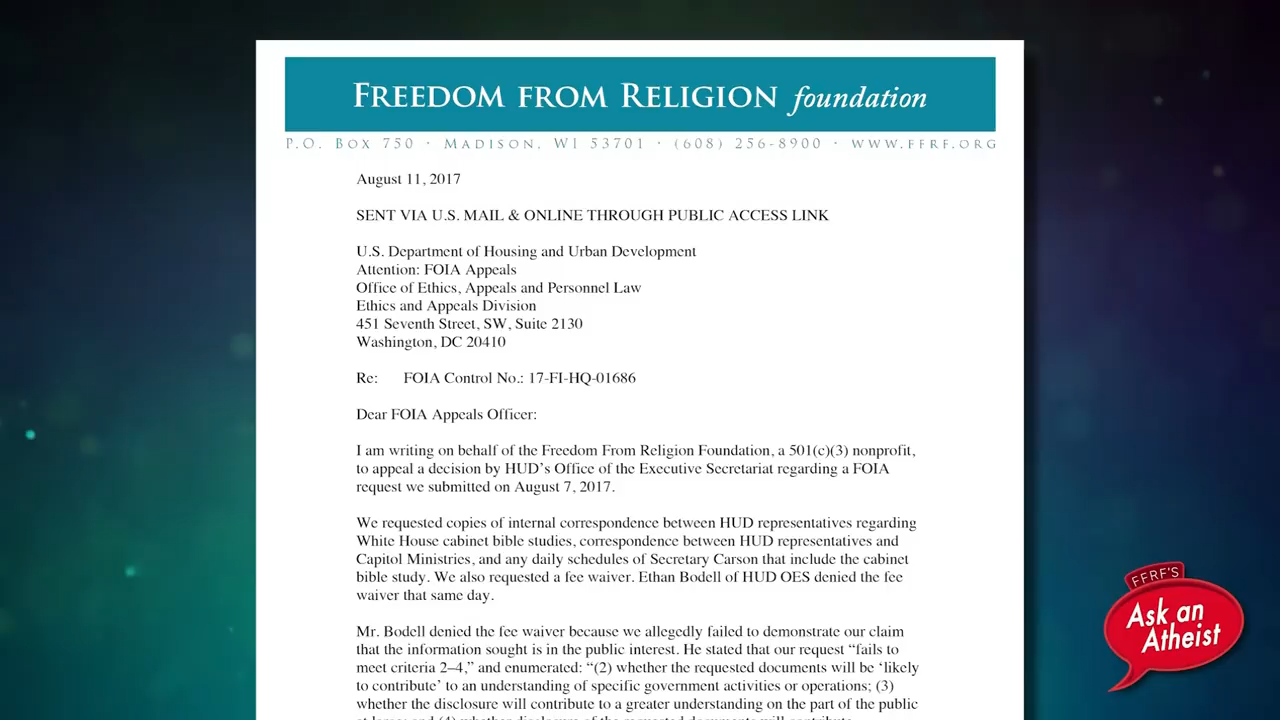 FREEDOM FROM RELIGION foundation
P.O. BOX 750 · MADISON, WI 53701 · (608) 256-8900 · WWW.FFRF.ORG
August 11, 2017
SENT VIA U.S. MAIL & ONLINE THROUGH PUBLIC ACCESS LINK
U.S. Department of Housing and Urban Development
Attention: FOIA Appeals
Office of Ethics, Appeals and Personnel Law
Ethics and Appeals Division
451 Seventh Street, SW, Suite 2130
Washington, DC 20410
Re: FOIA Control No.: 17-FI-HQ-01686
Dear FOIA Appeals Officer:
I am writing on behalf of the Freedom From Religion Foundation, a 501(c)(3) nonprofit,
to appeal a decision by HUD's Office of the Executive Secretariat regarding a FOIA
request we submitted on August 7, 2017.
We requested copies of internal correspondence between HUD representatives regarding
White House cabinet bible studies, correspondence between HUD representatives and
Capitol Ministries, and any daily schedules of Secretary Carson that include the cabinet
bible study. We also requested a fee waiver. Ethan Bodell of HUD OES denied the fee
waiver that same day.
Mr. Bodell denied the fee waiver because we allegedly failed to demonstrate our claim
that the information sought is in the public interest. He stated that our request "fails to
meet criteria 2–4," and enumerated: "(2) whether the requested documents will be 'likely
to contribute' to an understanding of specific government activities or operations; (3)
whether the disclosure will contribute to a greater understanding on the part of the public
FFRF'S
Ask an
Atheist